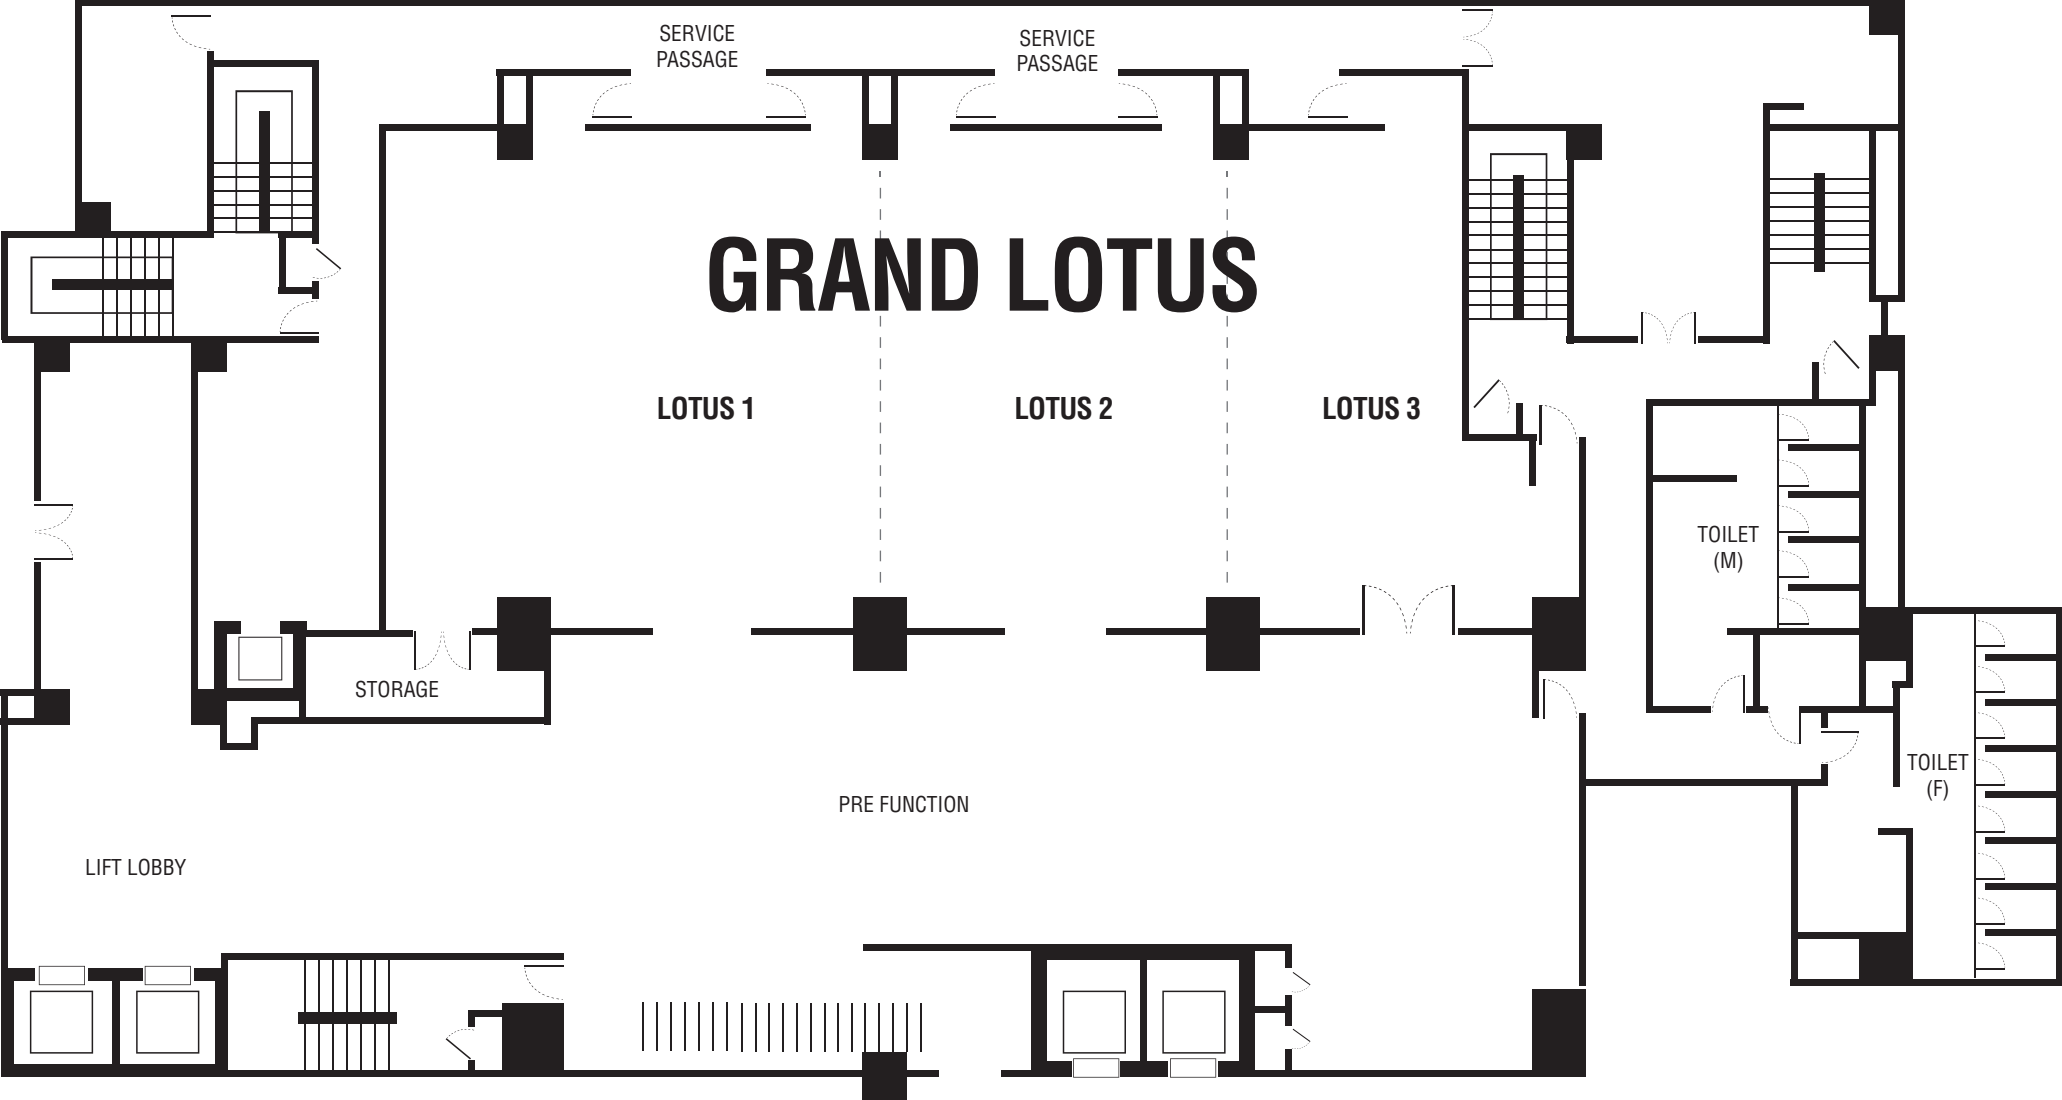 SERVICE
PASSAGE
SERVICE
PASSAGE
GRAND LOTUS
LOTUS 1
LOTUS 2
LOTUS 3
TOILET
(M)
STORAGE
TOILET
(F)
PRE FUNCTION
LIFT LOBBY